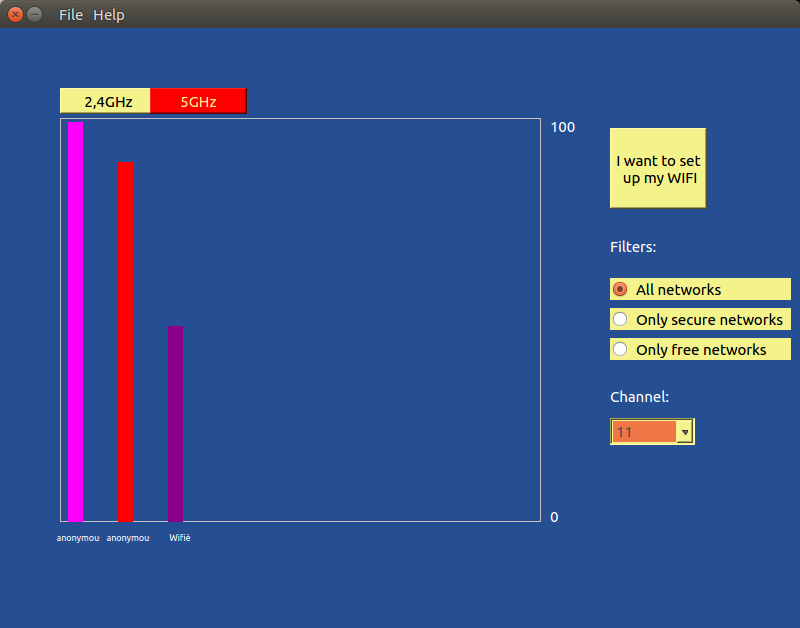 File Help
2,4GHz 5GHz
100
I want to set
up my WIFI
Filters:
All networks
Only secure networks
Only free networks
Channel:
11
0
anonymou anonymou Wifiè